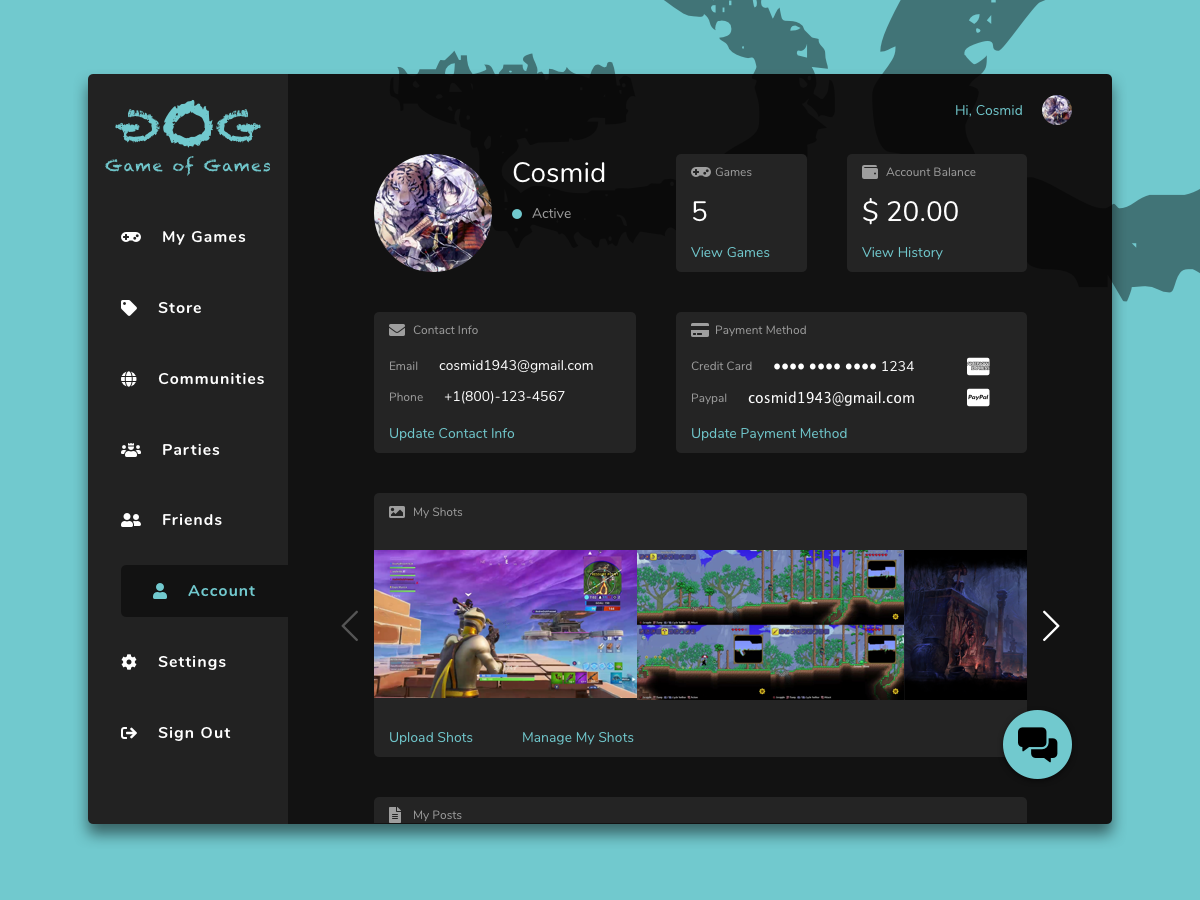 GOG
Game of Games
My Games
Store
Communities
Parties
Friends
Account
Settings
Sign Out
Hi, Cosmid
Cosmid
Active
Games
5
View Games
Account Balance
$ 20.00
View History
Contact Info
Email cosmid1943@gmail.com
Phone +1(800)-123-4567
Update Contact Info
Payment Method
Credit Card •••• •••• •••• 1234
Paypal cosmid1943@gmail.com
PayPal
Update Payment Method
My Shots
Upload Shots
Manage My Shots
My Posts